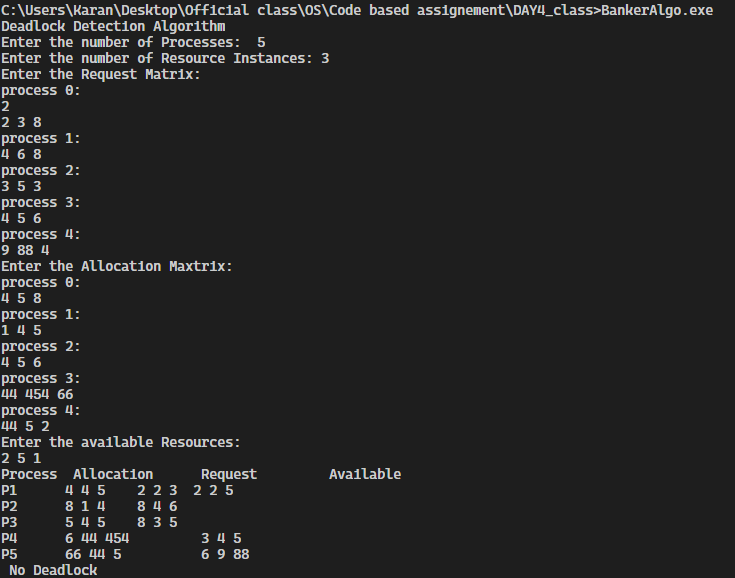 C:\Users\Karan\Desktop\Official class\OS\Code based assignement\DAY4_class>BankerAlgo.exe
Deadlock Detection Algorithm
Enter the number of Processes:  5
Enter the number of Resource Instances: 3
Enter the Request Matrix:
process 0:
2
2 3 8
process 1:
4 6 8
process 2:
3 5 3
process 3:
4 5 6
process 4:
9 88 4
Enter the Allocation Maxtrix:
process 0:
4 5 8
process 1:
1 4 5
process 2:
4 5 6
process 3:
44 454 66
process 4:
44 5 2
Enter the available Resources:
2 5 1
Process  Allocation      Request         Available
P1      4 4 5    2 2 3  2 2 5
P2      8 1 4    8 4 6
P3      5 4 5    8 3 5
P4      6 44 454         3 4 5
P5      66 44 5          6 9 88
 No Deadlock